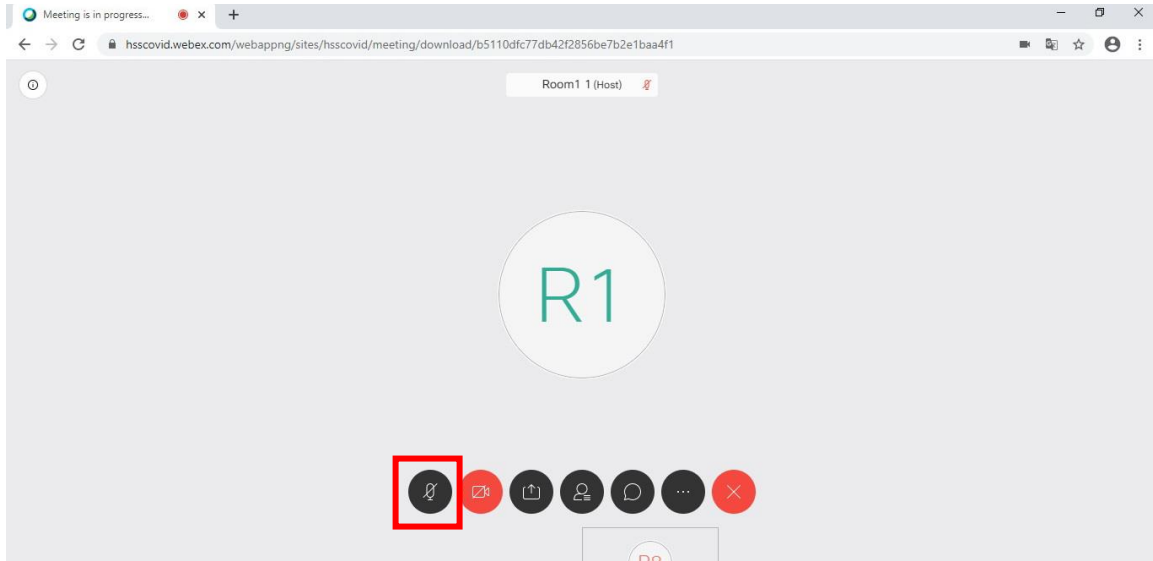 Meeting is in progress...
hsscovid.webex.com/webappng/sites/hsscovid/meeting/download/b5110dfc77db42f2856be7b2e1baa4f1
Room1 1 (Host)
R1